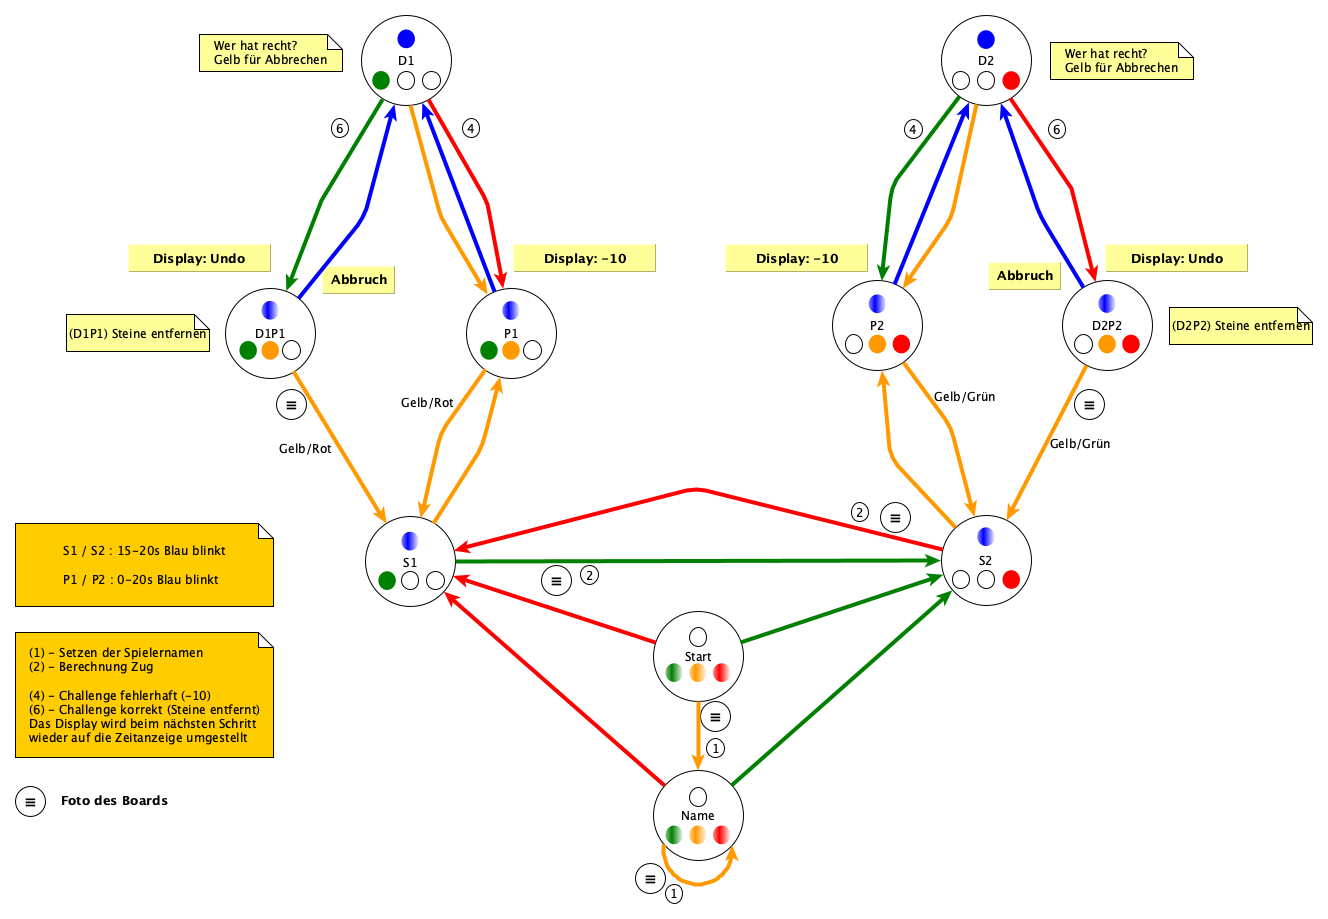 Wer hat recht?
Gelb für Abbrechen
D1
D2
Wer hat recht?
Gelb für Abbrechen
6
4
4
6
Display: Undo
Abbruch
Display: -10
Display: -10
Abbruch
Display: Undo
(D1P1) Steine entfernen
D1P1
P1
P2
D2P2
(D2P2) Steine entfernen
≡
Gelb/Rot
Gelb/Rot
Gelb/Grün
≡
Gelb/Grün
S1 / S2 : 15-20s Blau blinkt
P1 / P2 : 0-20s Blau blinkt
2
≡
S1
S2
≡
2
Start
(1) - Setzen der Spielernamen
(2) - Berechnung Zug
(4) - Challenge fehlerhaft (-10)
(6) - Challenge korrekt (Steine entfernt)
Das Display wird beim nächsten Schritt
wieder auf die Zeitanzeige umgestellt
≡
1
≡
Foto des Boards
Name
≡
1